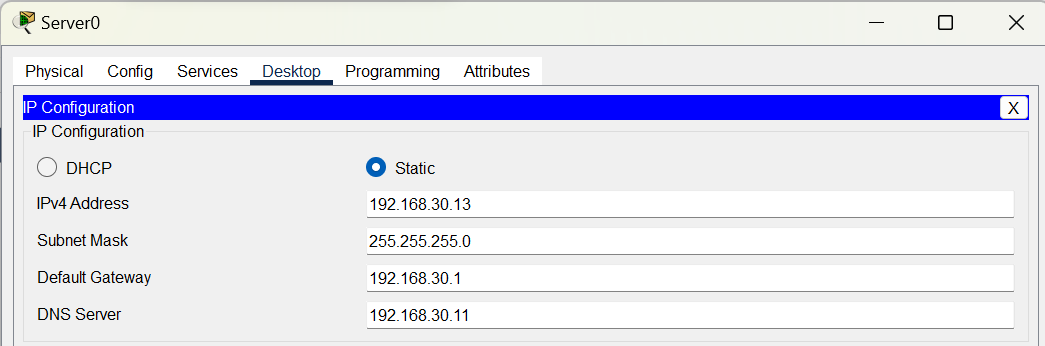 Server0
Physical Config Services Desktop Programming Attributes
IP Configuration X
IP Configuration
DHCP Static
IPv4 Address 192.168.30.13
Subnet Mask 255.255.255.0
Default Gateway 192.168.30.1
DNS Server 192.168.30.11